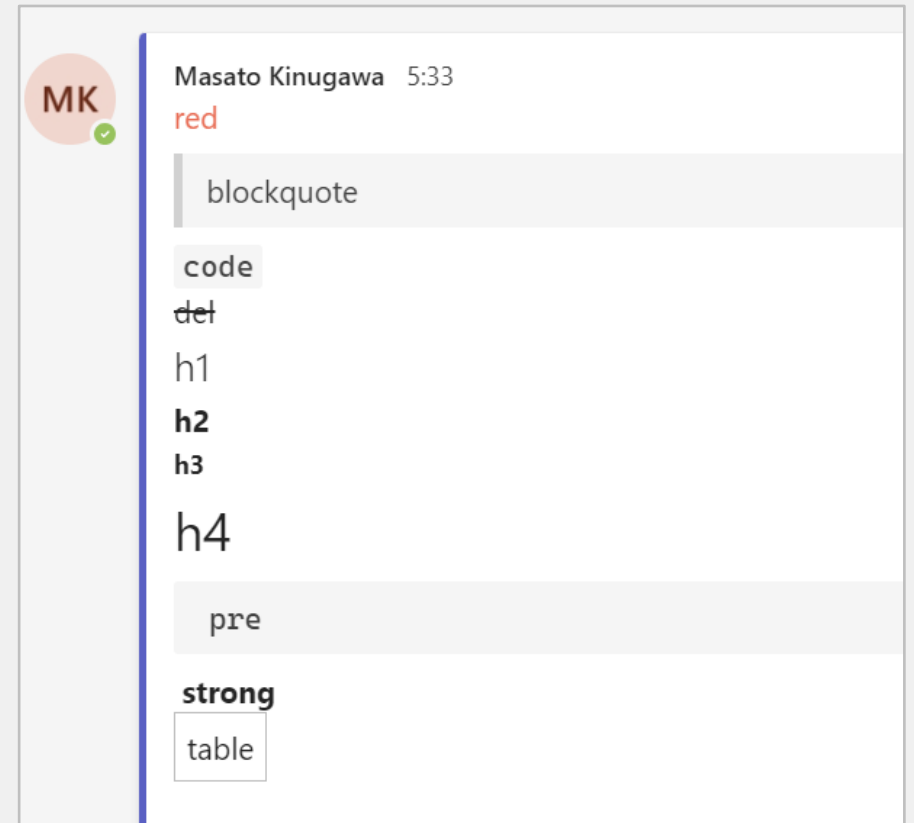 MK
Masato Kinugawa 5:33
red
blockquote
code
del
h1
h2
h3
h4
pre
strong
table